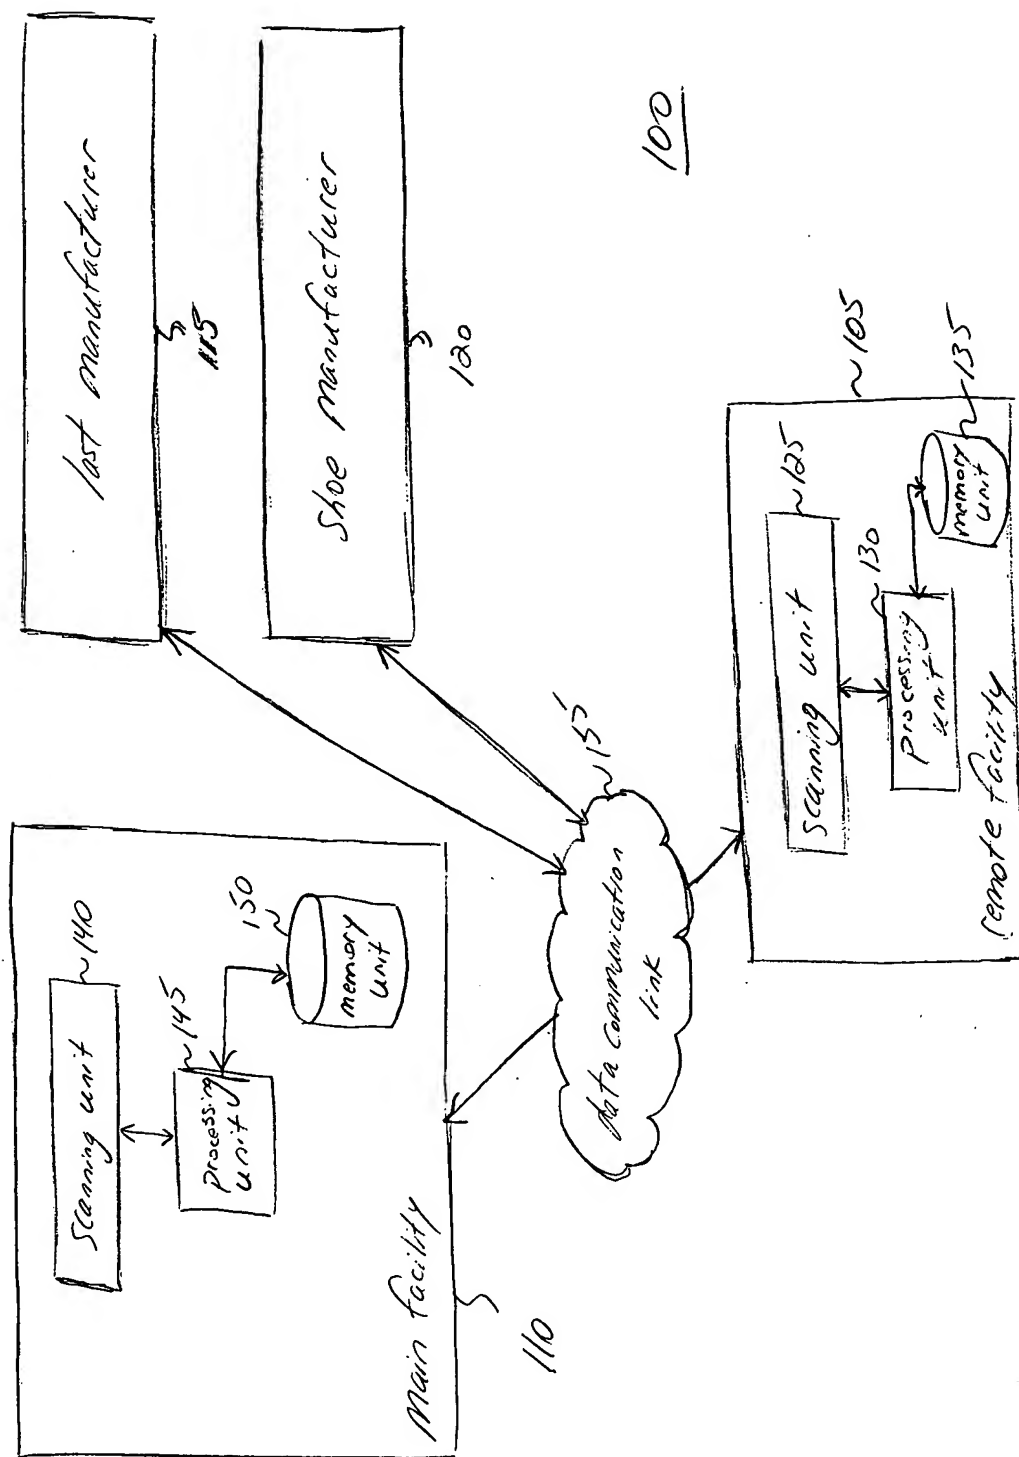 Main facility
110
scanning unit
140
processing
unit
145
memory
unit
150
last manufacturer
115
Shoe manufacturer
120
data communication
link
155
100
remote facility
105
scanning unit
125
processing
unit
130
memory
unit
135